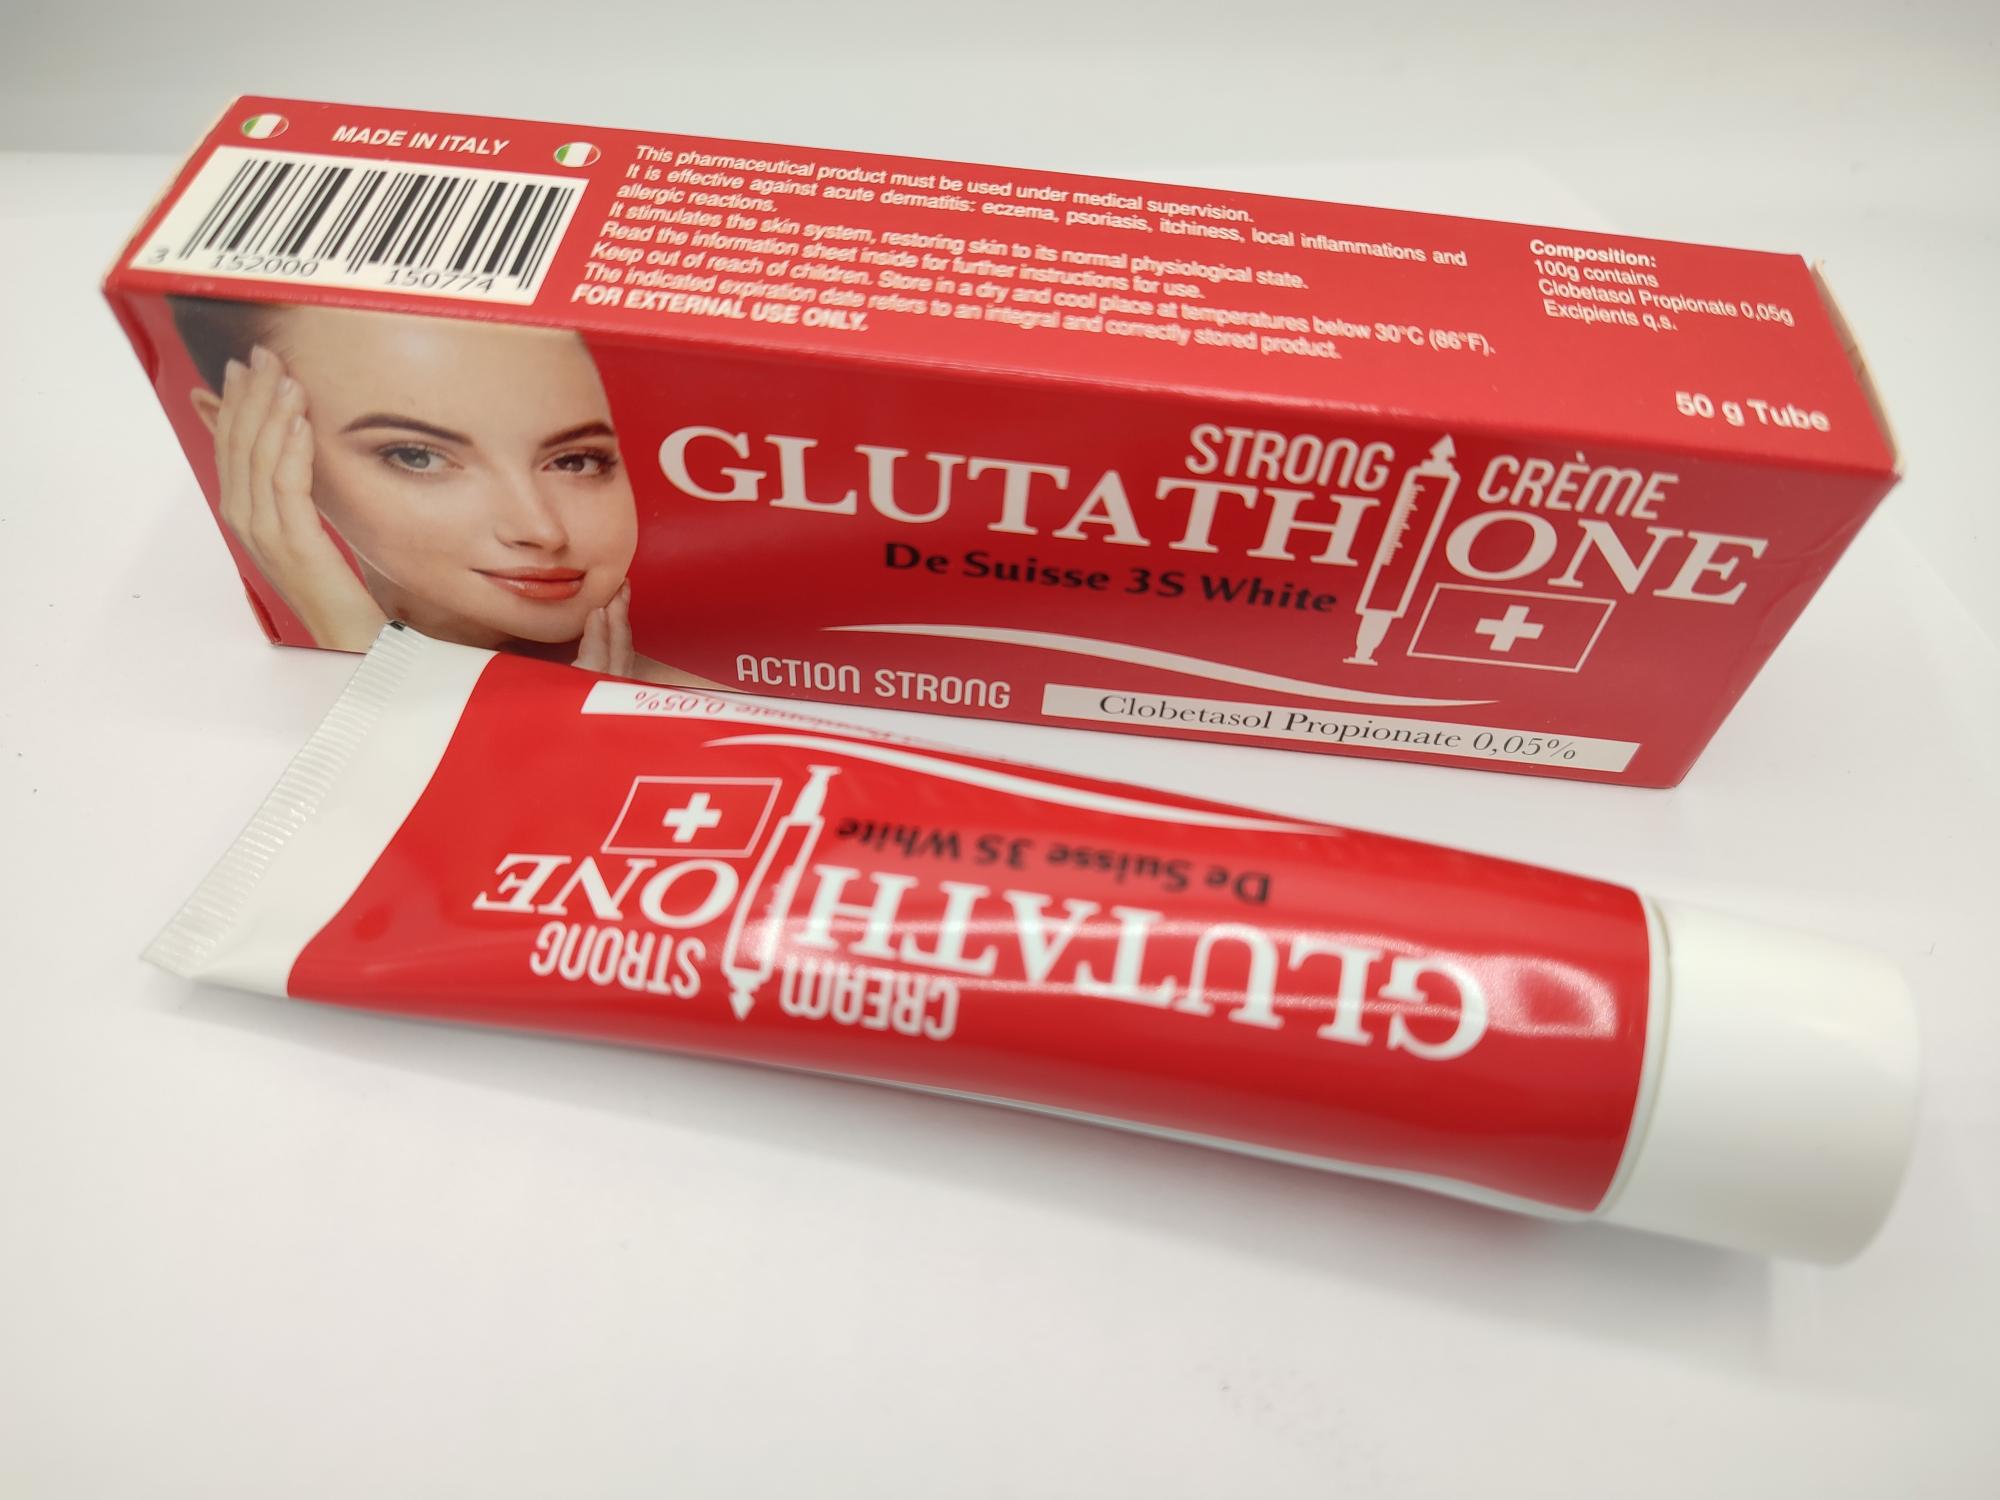 MADE IN ITALY
3 152000 150774
This pharmaceutical product must be used under medical supervision.
It is effective against acute dermatitis: eczema, psoriasis, itchiness, local inflammations and
allergic reactions.
It stimulates the skin system, restoring skin to its normal physiological state.
Read the information sheet inside for further instructions for use.
Keep out of reach of children. Store in a dry and cool place at temperatures below 30°C (86°F).
The indicated expiration date refers to an integral and correctly stored product.
FOR EXTERNAL USE ONLY.
Composition:
100g contains
Clobetasol Propionate 0,05g
Excipients q.s.
50 g Tube
STRONG CRÈME
GLUTATHIONE
De Suisse 3S White
ACTION STRONG
Clobetasol Propionate 0,05%
CREAM STRONG
GLUTATHIONE
De Suisse 3S White
Propionate 0,05%